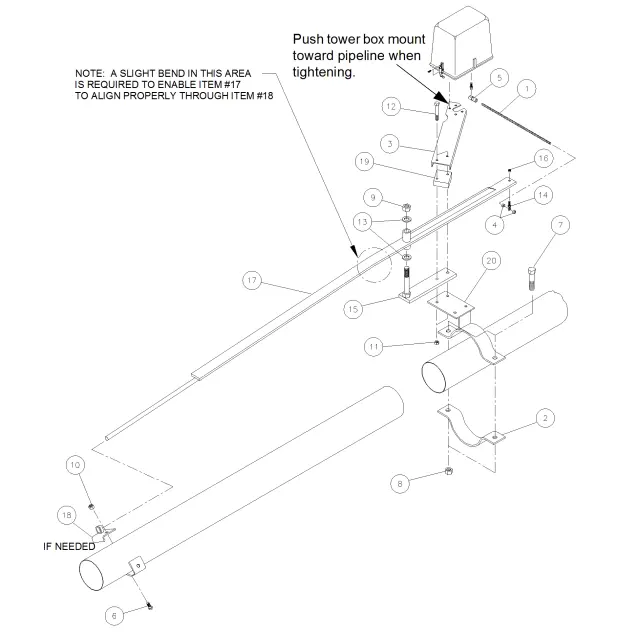 Push tower box mount
toward pipeline when
tightening.
NOTE: A SLIGHT BEND IN THIS AREA
IS REQUIRED TO ENABLE ITEM #17
TO ALIGN PROPERLY THROUGH ITEM #18
5
1
12
3
19
16
9
14
13
4
7
17
20
15
11
2
10
8
18
IF NEEDED
6